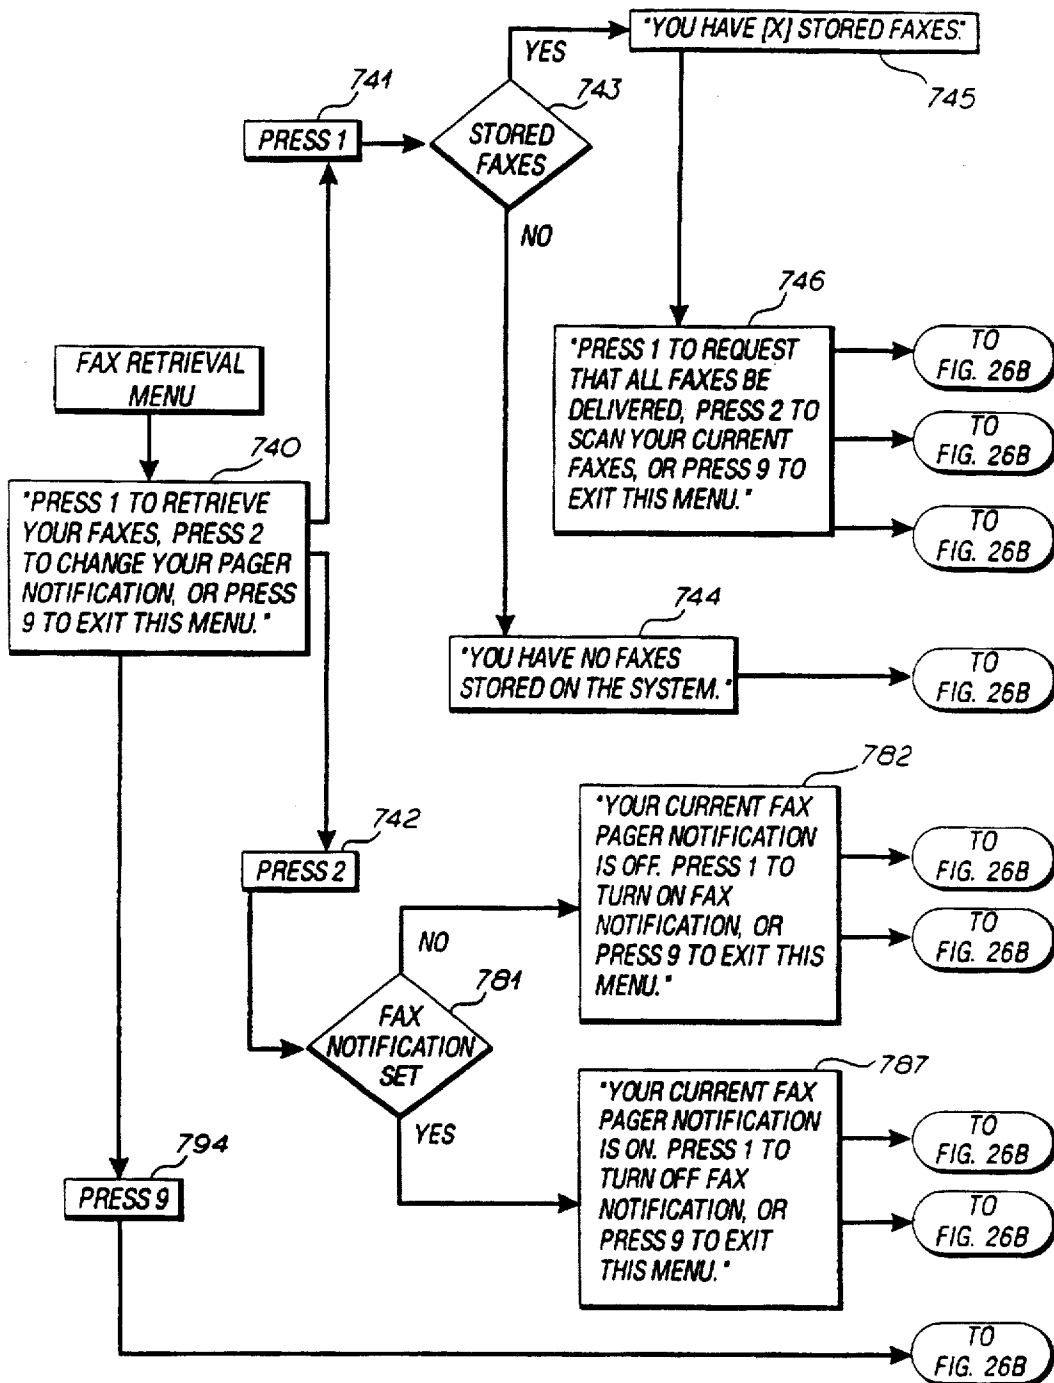 "YOU HAVE [X] STORED FAXES."
YES
745
741
743
PRESS 1
STORED
FAXES
NO
746
"PRESS 1 TO REQUEST
THAT ALL FAXES BE
DELIVERED, PRESS 2 TO
SCAN YOUR CURRENT
FAXES, OR PRESS 9 TO
EXIT THIS MENU."
TO
FIG. 26B
TO
FIG. 26B
TO
FIG. 26B
FAX RETRIEVAL
MENU
740
"PRESS 1 TO RETRIEVE
YOUR FAXES, PRESS 2
TO CHANGE YOUR PAGER
NOTIFICATION, OR PRESS
9 TO EXIT THIS MENU."
744
"YOU HAVE NO FAXES
STORED ON THE SYSTEM."
TO
FIG. 26B
742
PRESS 2
782
"YOUR CURRENT FAX
PAGER NOTIFICATION
IS OFF. PRESS 1 TO
TURN ON FAX
NOTIFICATION, OR
PRESS 9 TO EXIT THIS
MENU."
TO
FIG. 26B
TO
FIG. 26B
NO
781
FAX
NOTIFICATION
SET
YES
787
"YOUR CURRENT FAX
PAGER NOTIFICATION
IS ON. PRESS 1 TO
TURN OFF FAX
NOTIFICATION, OR
PRESS 9 TO EXIT
THIS MENU."
TO
FIG. 26B
TO
FIG. 26B
794
PRESS 9
TO
FIG. 26B